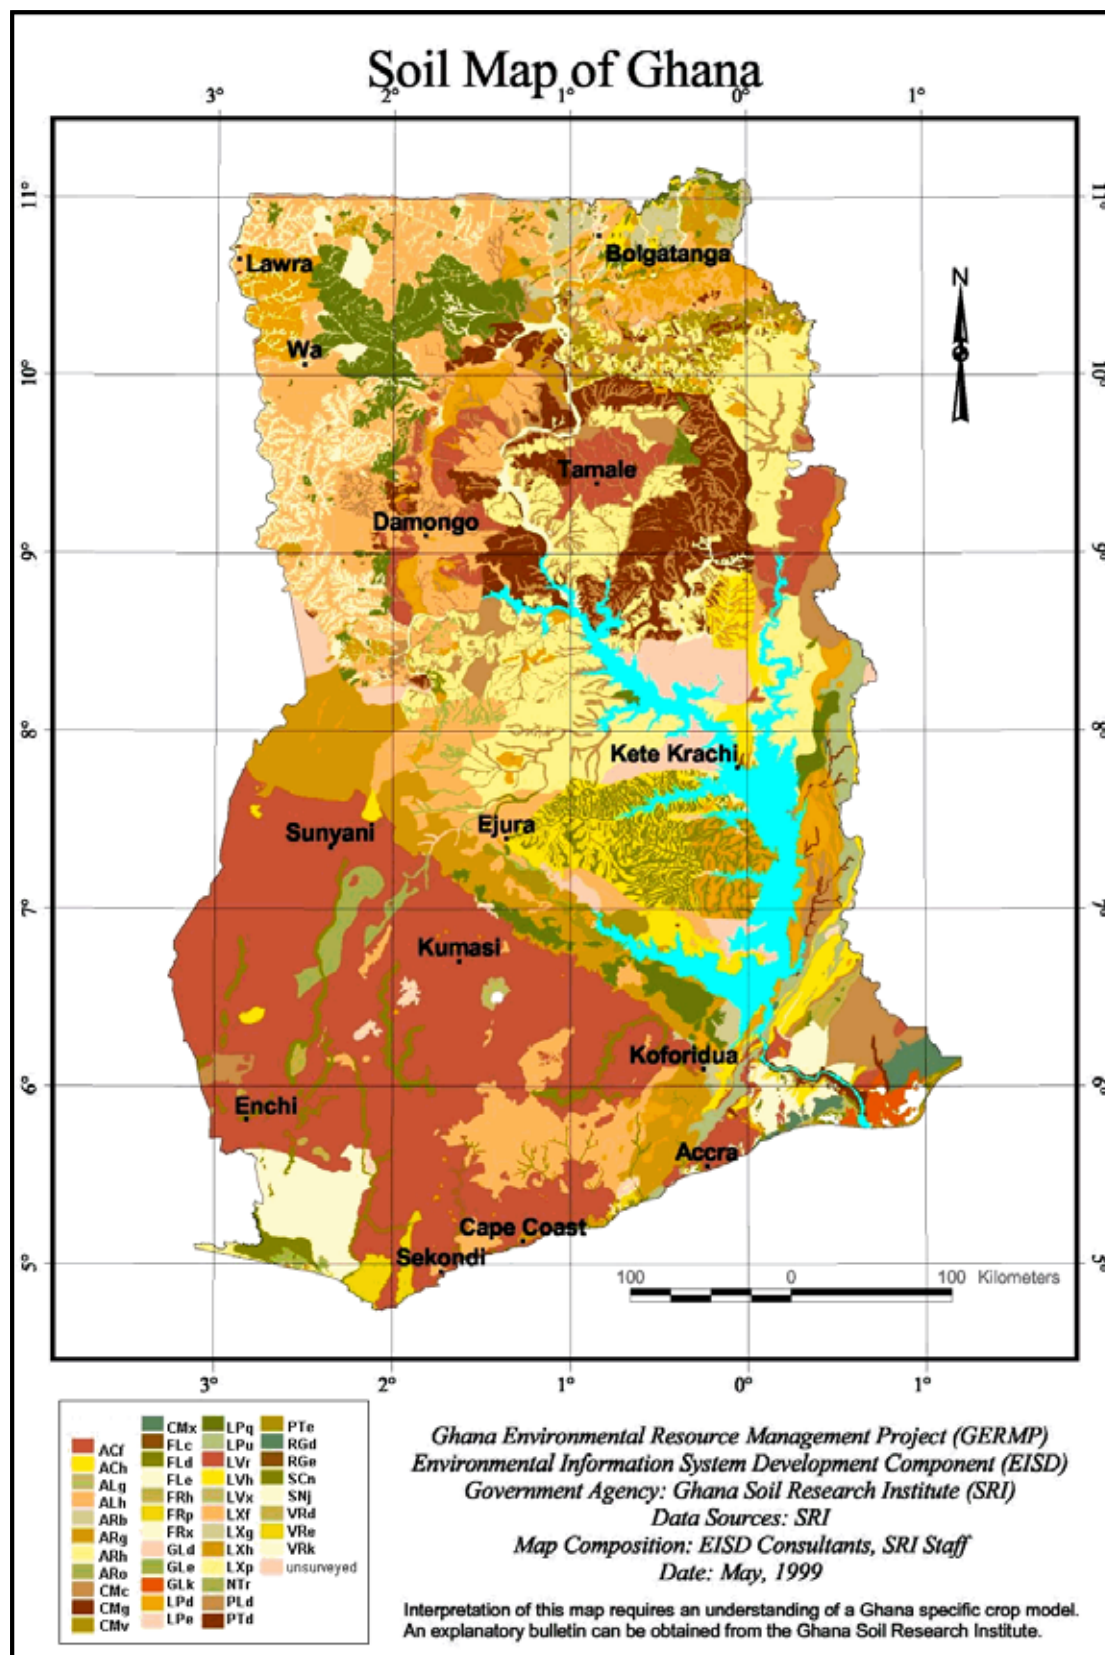 Soil Map of Ghana
3° 2° 1° 0° 1°
11° 11°
Bolgatanga
Lawra
N
Wa
10° 10°
Tamale
Damongo
9° 9°
8° 8°
Kete Krachi
Ejura
Sunyani
7° 7°
Kumasi
Koforidua
6° 6°
Enchi
Accra
Cape Coast
Sekondi
5° 5°
100 0 100 Kilometers
3° 2° 1° 0° 1°
ACf
ACh
ALg
ALh
ARb
ARg
ARh
ARo
CMc
CMg
CMv
CMx
FLc
FLd
FLe
FRh
FRp
FRx
GLd
GLe
GLk
LPd
LPe
LPq
LPu
LVr
LVh
LVx
LXf
LXg
LXh
LXp
NTr
PLd
PTd
PTe
RGd
RGe
SCn
SNj
VRd
VRe
VRk
unsurveyed
Ghana Environmental Resource Management Project (GERMP)
Environmental Information System Development Component (EISD)
Government Agency: Ghana Soil Research Institute (SRI)
Data Sources: SRI
Map Composition: EISD Consultants, SRI Staff
Date: May, 1999
Interpretation of this map requires an understanding of a Ghana specific crop model.
An explanatory bulletin can be obtained from the Ghana Soil Research Institute.